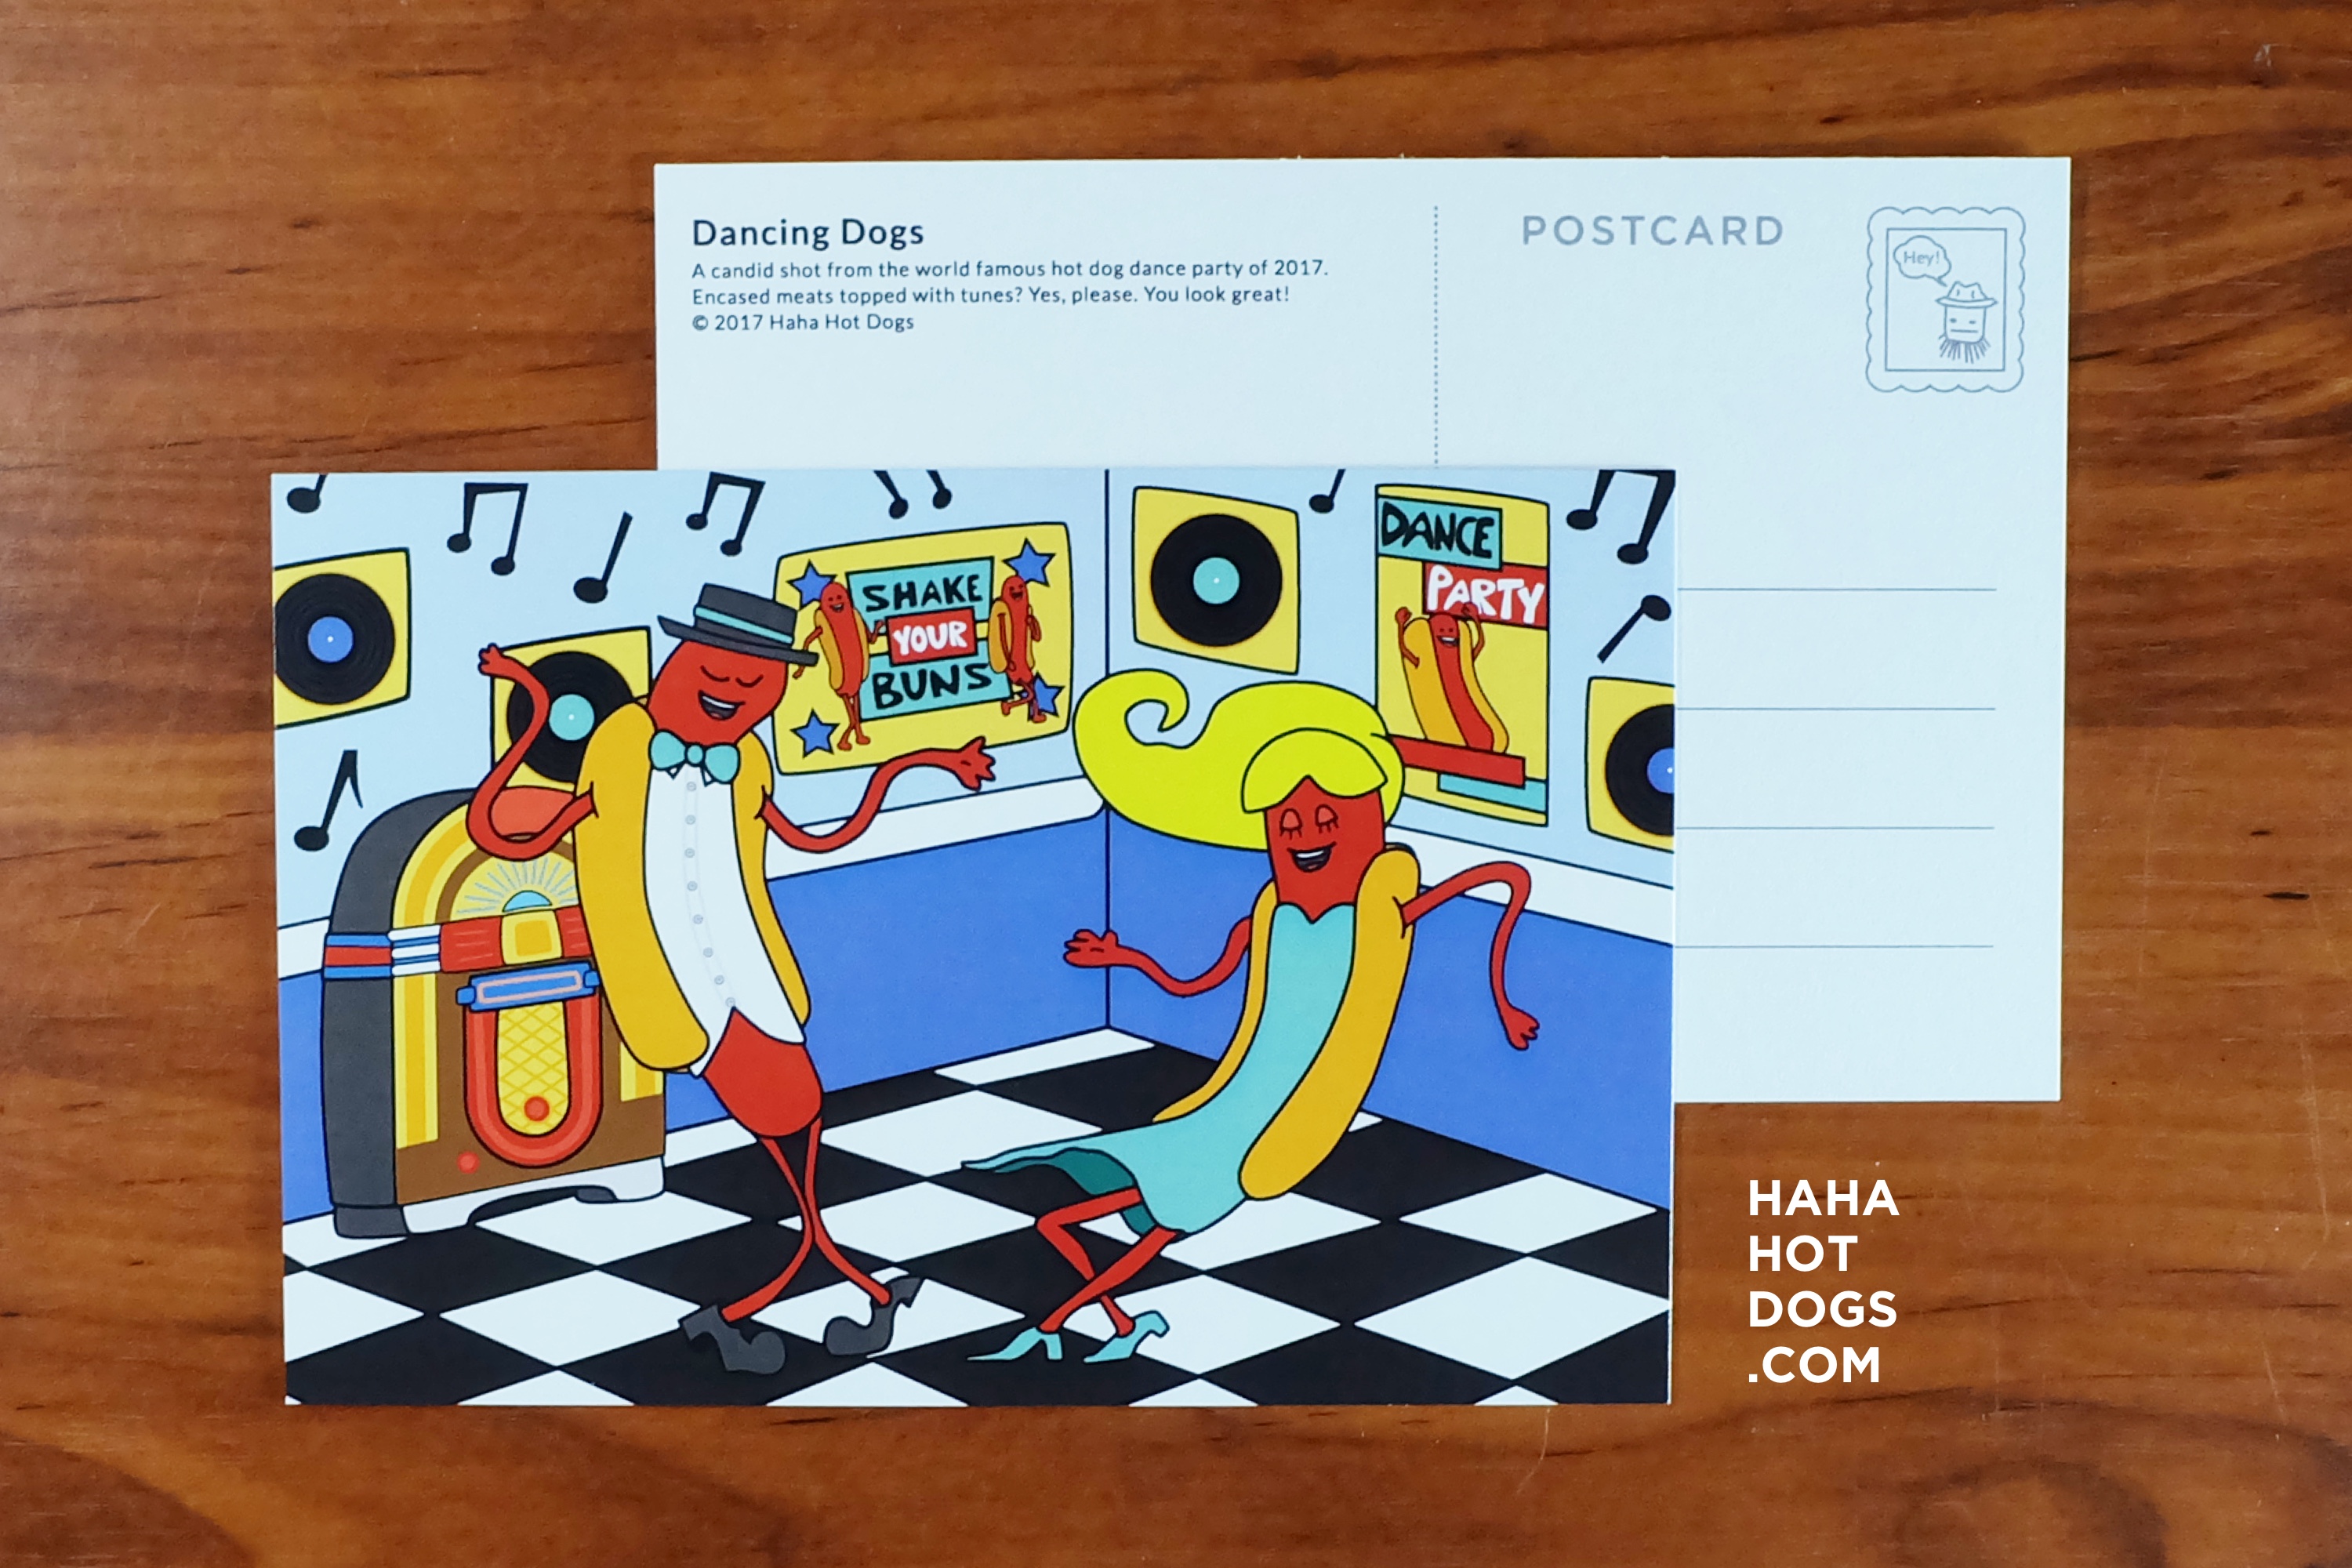 Dancing Dogs
A candid shot from the world famous hot dog dance party of 2017.
Encased meats topped with tunes? Yes, please. You look great!
© 2017 Haha Hot Dogs
POSTCARD
Hey!
SHAKE
YOUR
BUNS
DANCE
PARTY
HAHA
HOT
DOGS
.COM